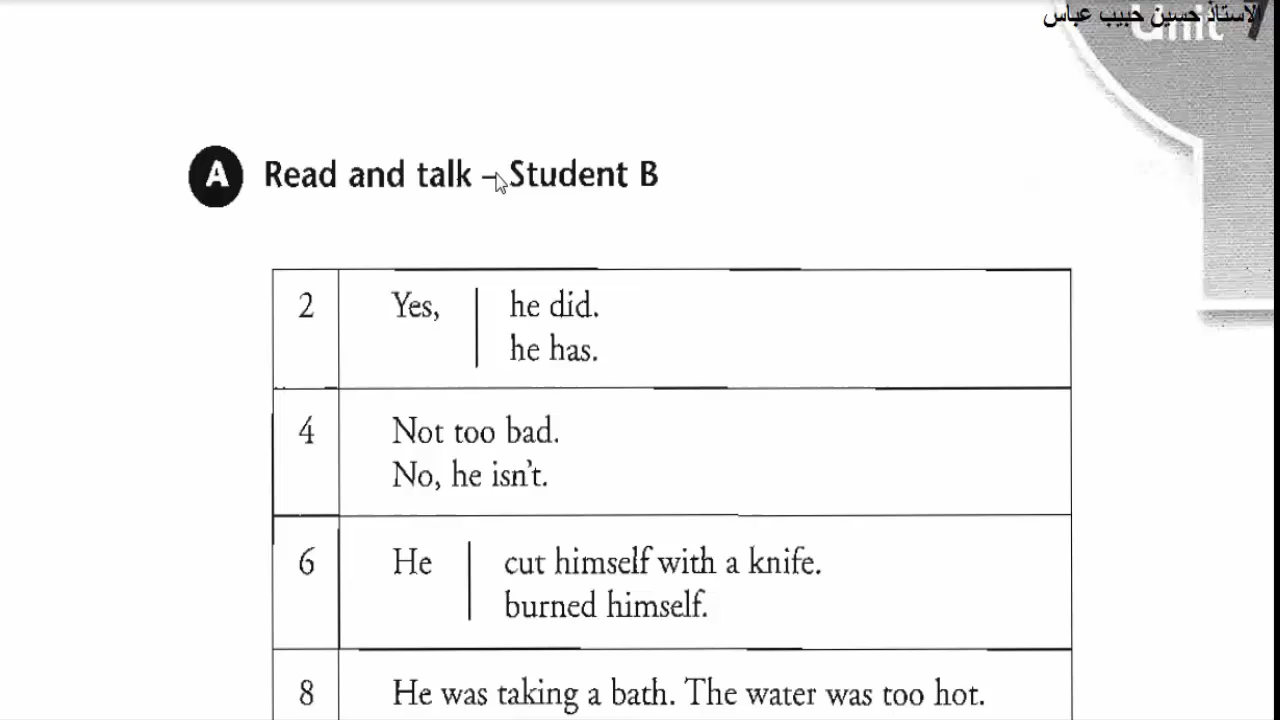 الاستاذ حسين حبيب عباس
Unit 7
A Read and talk – Student B
2 Yes, he did.
he has.
4 Not too bad.
No, he isn't.
6 He cut himself with a knife.
burned himself.
8 He was taking a bath. The water was too hot.